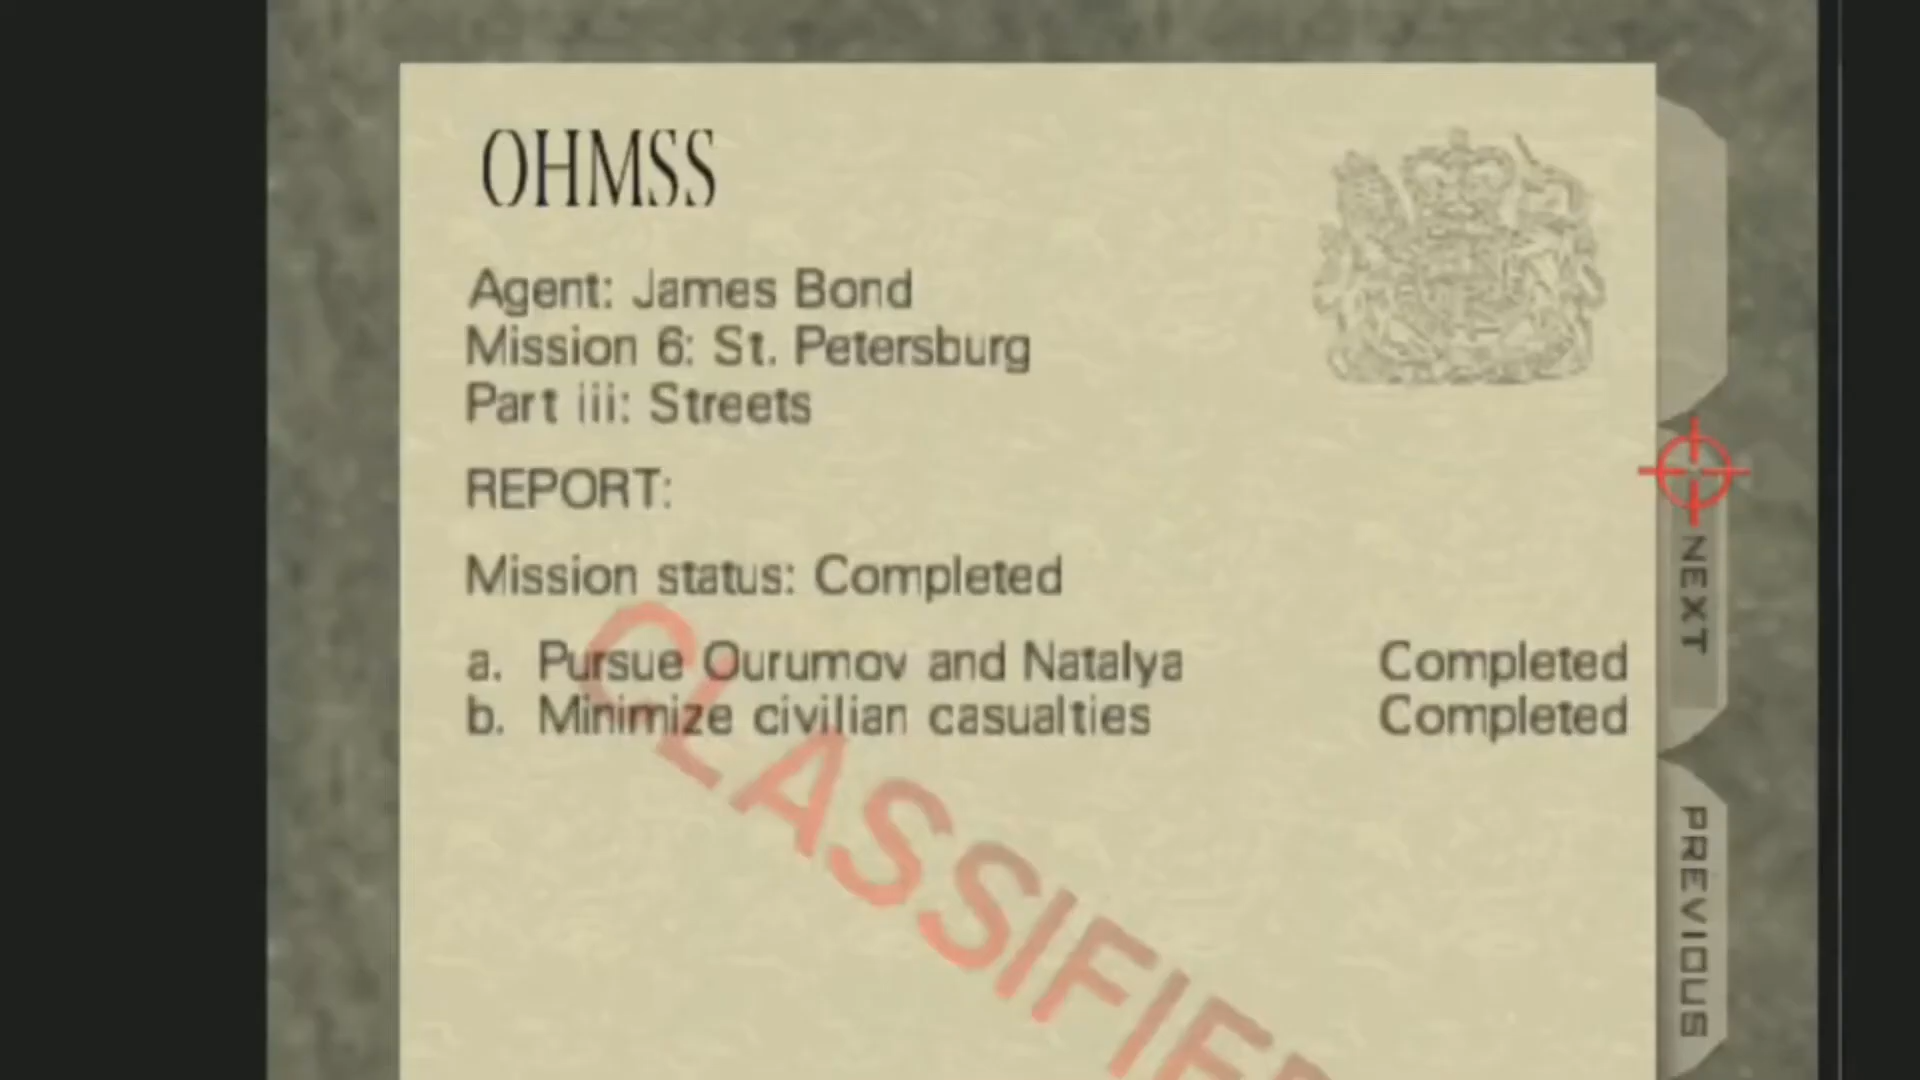 OHMSS
Agent: James Bond
Mission 6: St. Petersburg
Part iii: Streets
REPORT:
Mission status: Completed
a. Pursue Ourumov and Natalya Completed
b. Minimize civilian casualties Completed
CLASSIFIE
NEXT
PREVIOUS